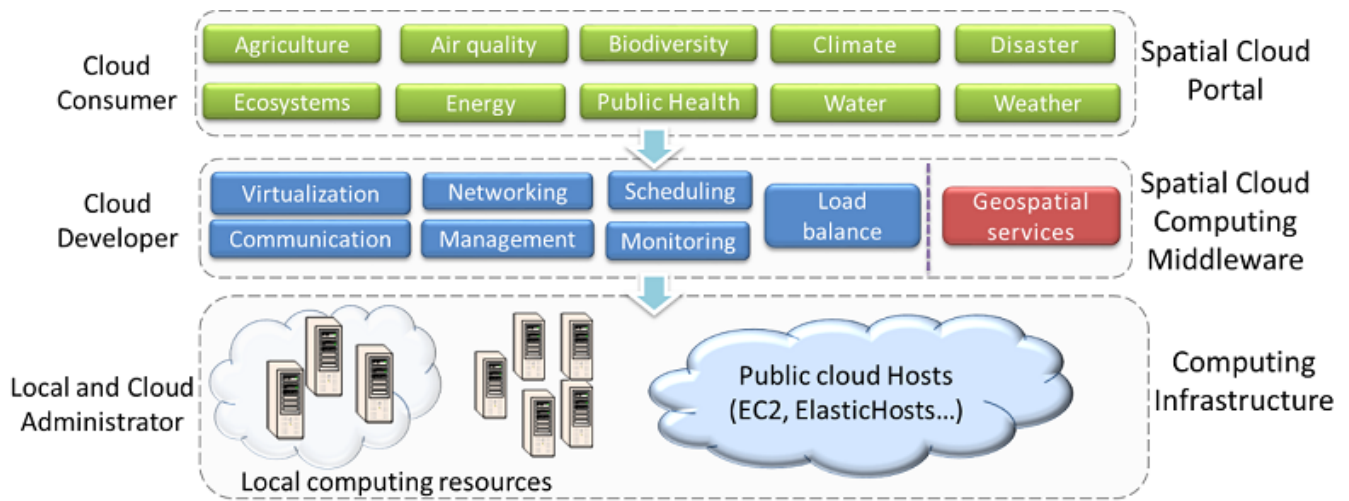 Agriculture
Air quality
Biodiversity
Climate
Disaster
Cloud
Consumer
Spatial Cloud
Portal
Ecosystems
Energy
Public Health
Water
Weather
Virtualization
Networking
Scheduling
Load
balance
Geospatial
services
Cloud
Developer
Spatial Cloud
Computing
Middleware
Communication
Management
Monitoring
Local and Cloud
Administrator
Public cloud Hosts
(EC2, ElasticHosts...)
Computing
Infrastructure
Local computing resources